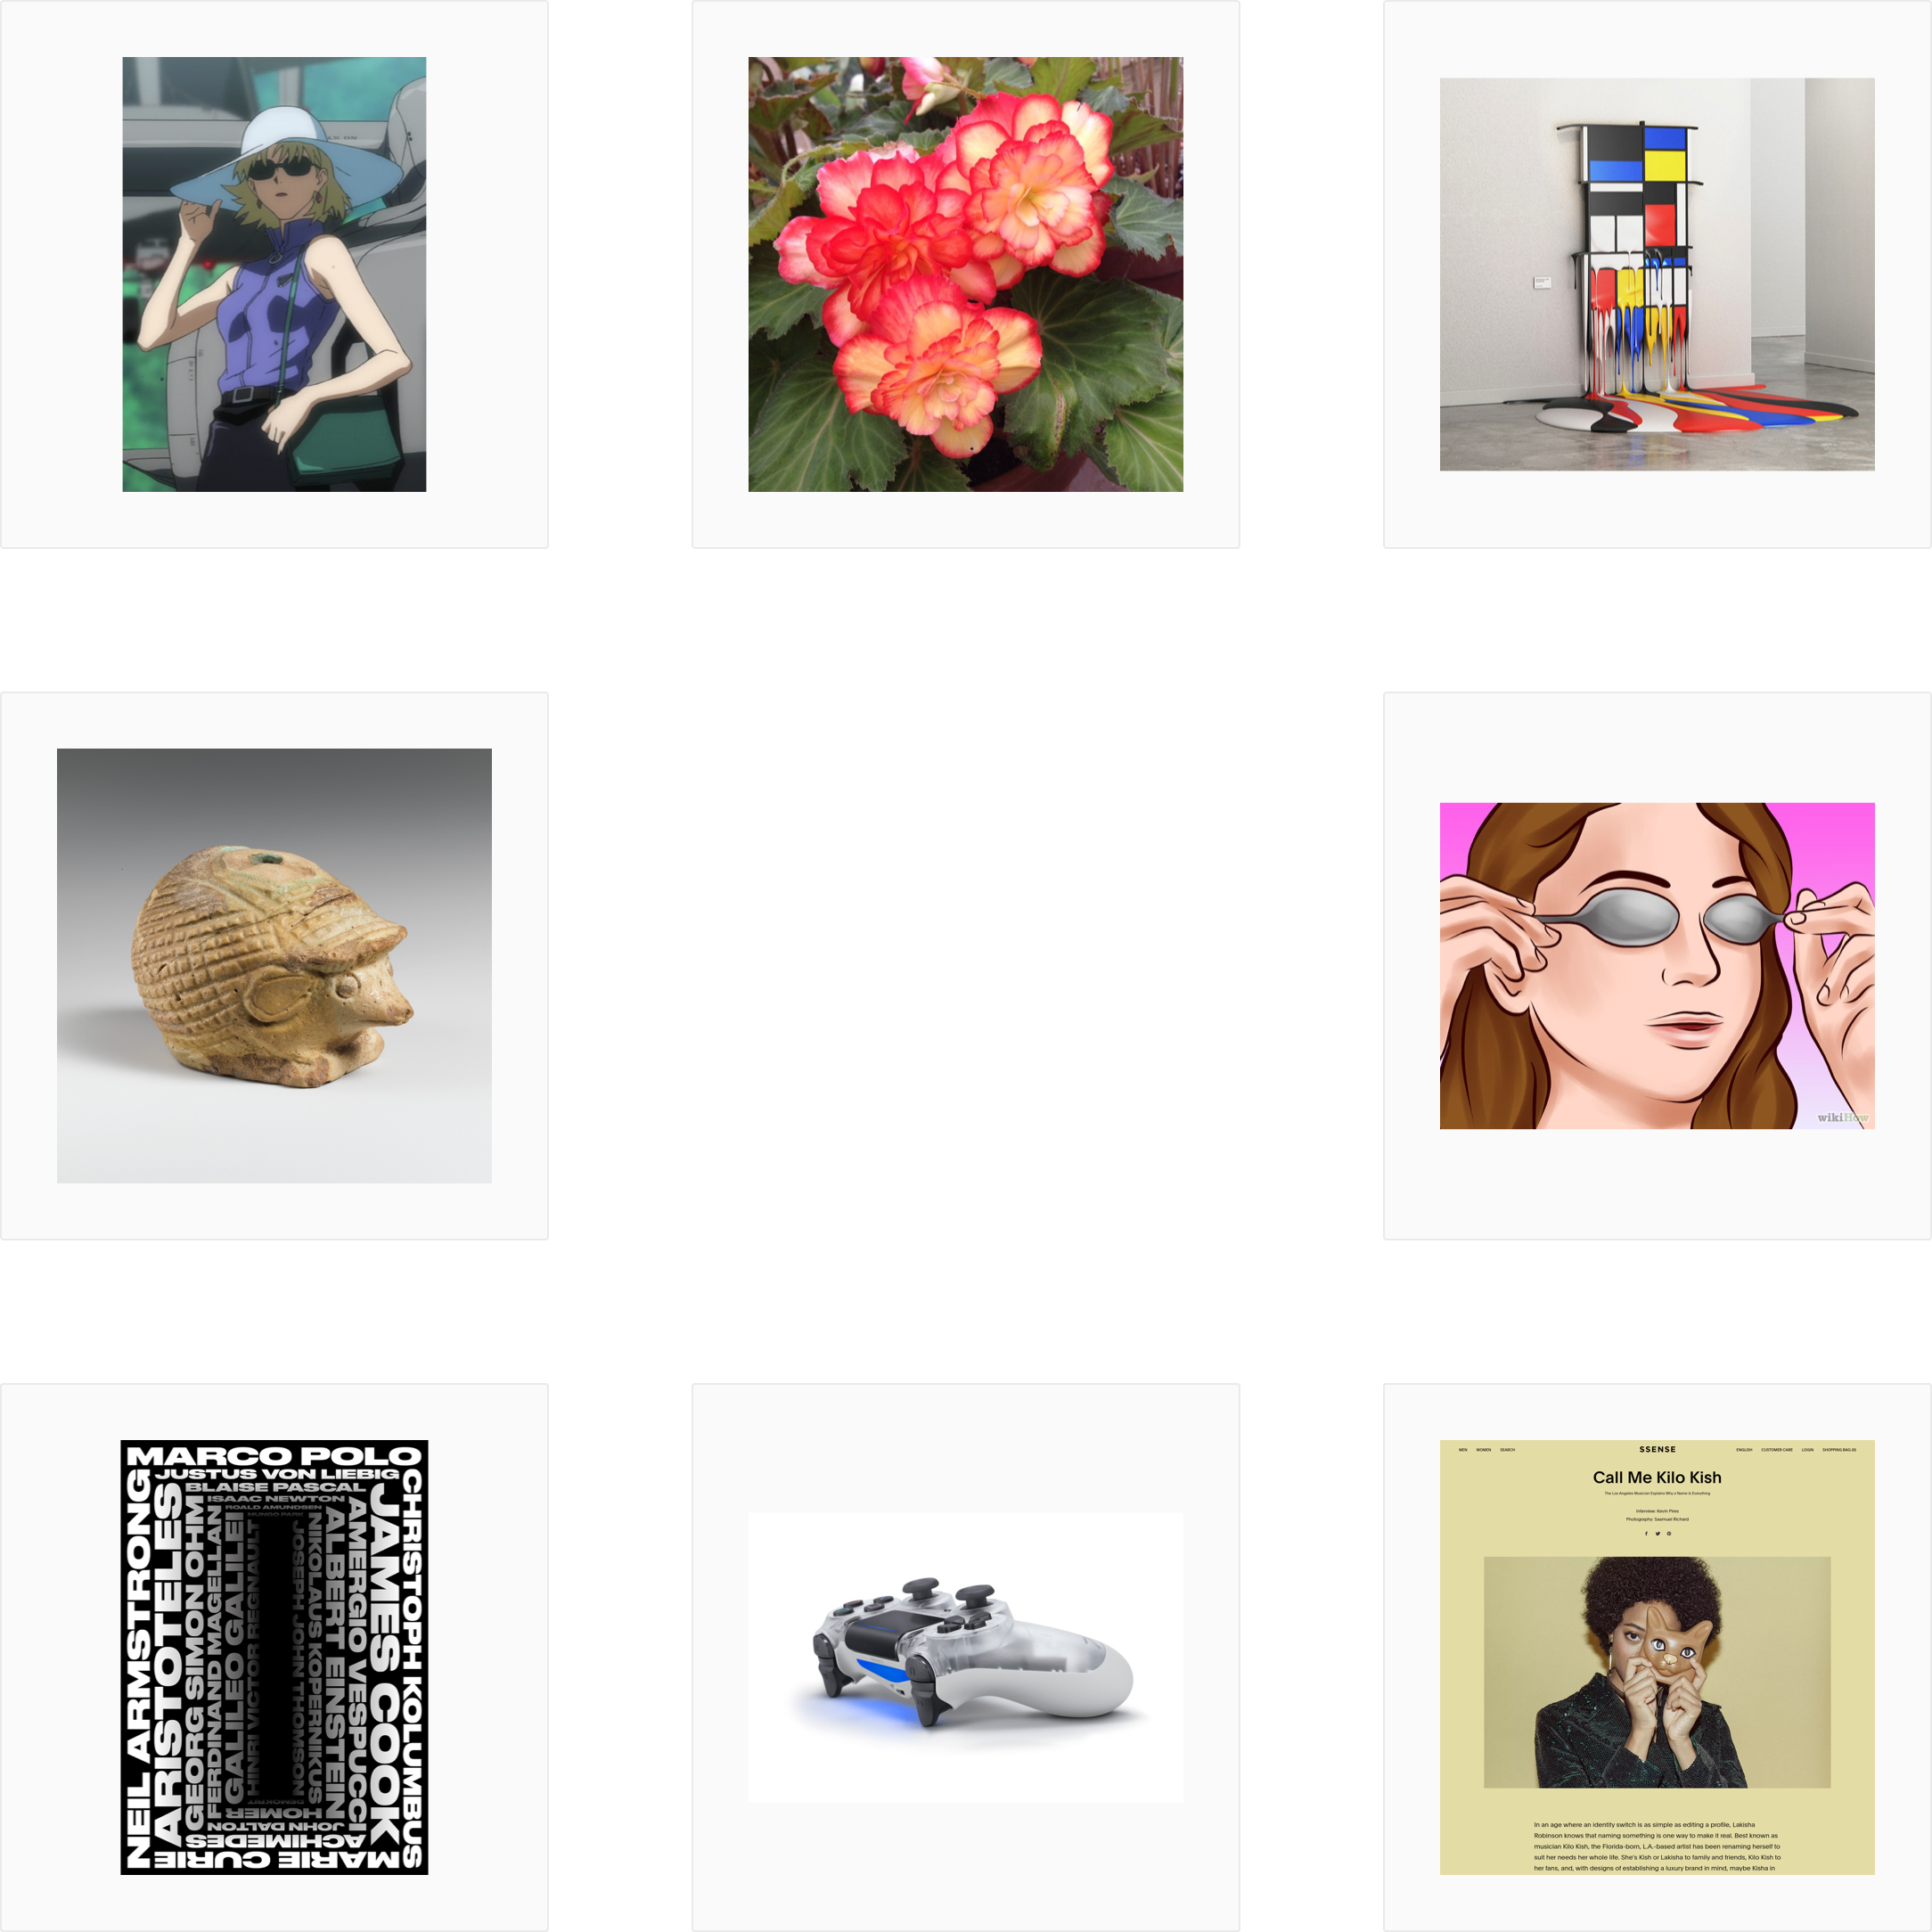 wikiHow
MARCO POLO
JUSTUS VON LIEBIG
BLAISE PASCAL
ISAAC NEWTON
ROALD AMUNDSEN
MUNGO PARK
NEIL ARMSTRONG
ARISTOTELES
GEORG SIMON OHM
FERDINAND MAGELLAN
GALILEO GALILEI
HINRI VICTOR REGNAULT
JOSEPH JOHN THOMSON
NIKOLAUS KOPERNIKUS
ALBERT EINSTEIN
AMERGIO VESPUCCI
JAMES COOK
CHRISTOPH KOLUMBUS
DEMOKRIT
HOMER
JOHN DALTON
ACHIMEDES
MARIE CURIE
MEN WOMEN SEARCH SSENSE ENGLISH CUSTOMER CARE LOGIN SHOPPING BAG (0)
Call Me Kilo Kish
The Los Angeles Musician Explains Why a Name Is Everything
Interview: Kevin Pires
Photography: Saamuel Richard
In an age where an identity switch is as simple as editing a profile, Lakisha
Robinson knows that naming something is one way to make it real. Best known as
musician Kilo Kish, the Florida-born, L.A.-based artist has been renaming herself to
suit her needs her whole life. She's Kish or Lakisha to family and friends, Kilo Kish to
her fans, and, with designs of establishing a luxury brand in mind, maybe Kisha in